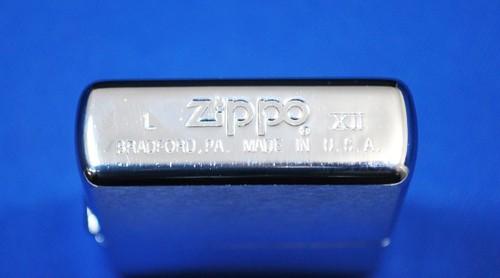 L Zippo XII
BRADFORD, PA. MADE IN U.S.A.